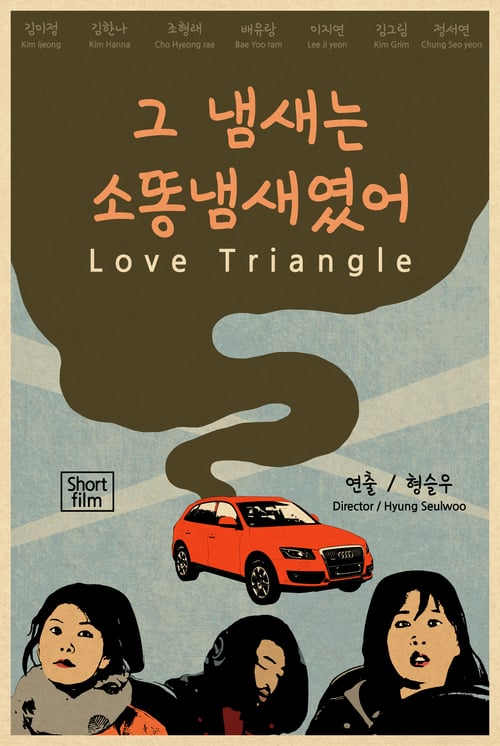 김미정 김한나 조형래 배유람 이지연 김그림 정서연
Kim Ijeong Kim Hanna Cho Hyeong rae Bae Yoo ram Lee Ji yeon Kim Grim Chung Seo yeon
그 냄새는
소똥냄새였어
Love Triangle
Short
film
연출 / 형슬우
Director / Hyung Seulwoo